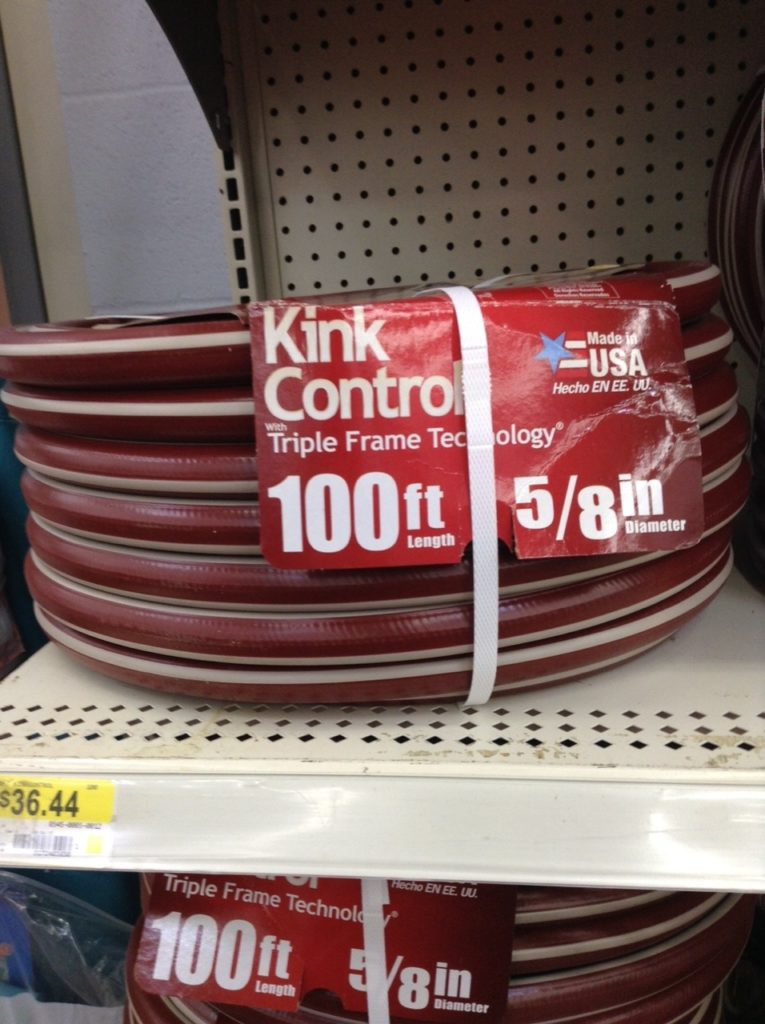 Kink
Control
With
Triple Frame Technology®
100ft
Length
5/8in
Diameter
Made in
USA
Hecho EN EE. UU.
$36.44
Triple Frame Technology®
Hecho EN EE. UU.
100ft
Length
5/8in
Diameter